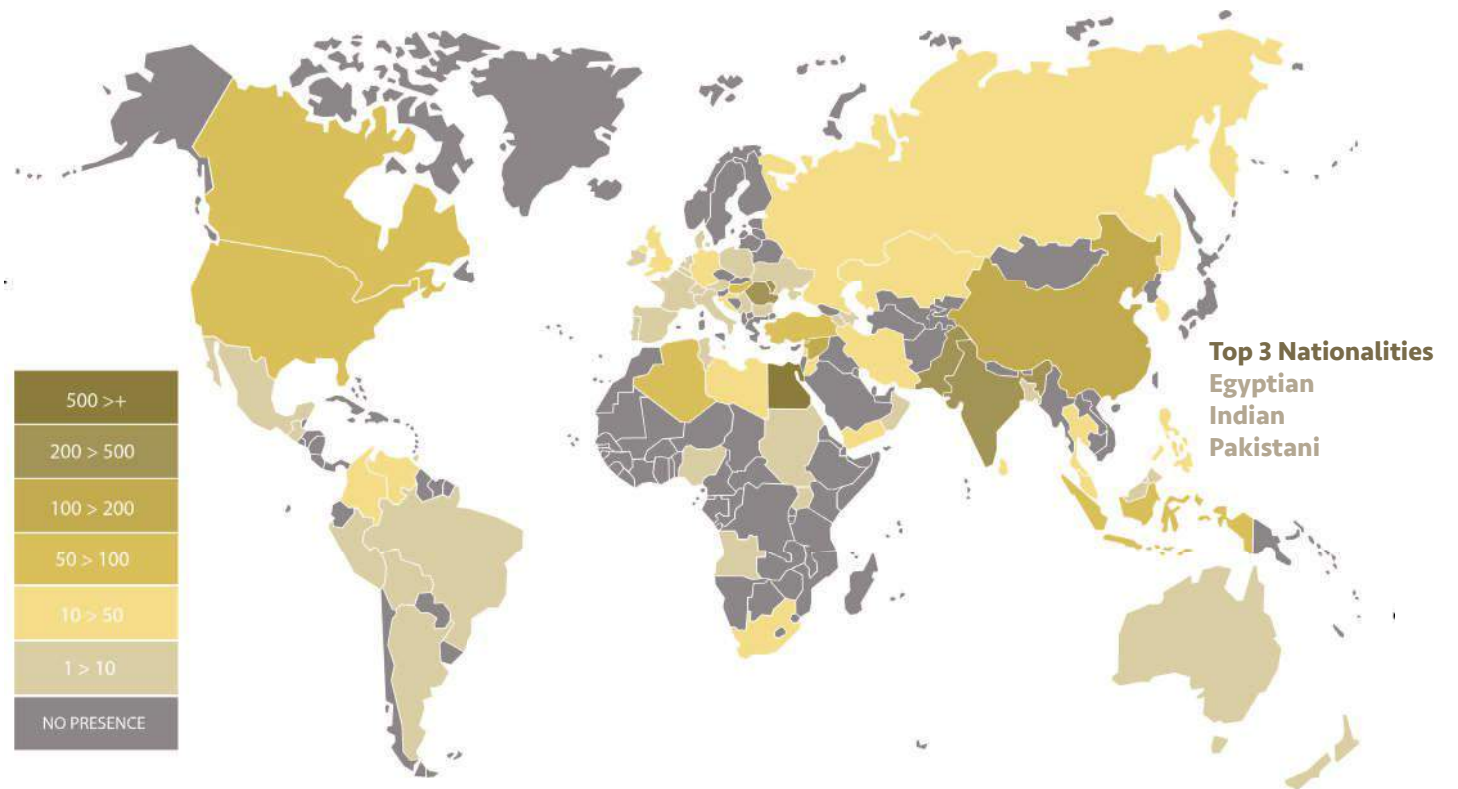 Top 3 Nationalities
Egyptian
Indian
Pakistani
500 >+
200 > 500
100 > 200
50 > 100
10 > 50
1 > 10
NO PRESENCE